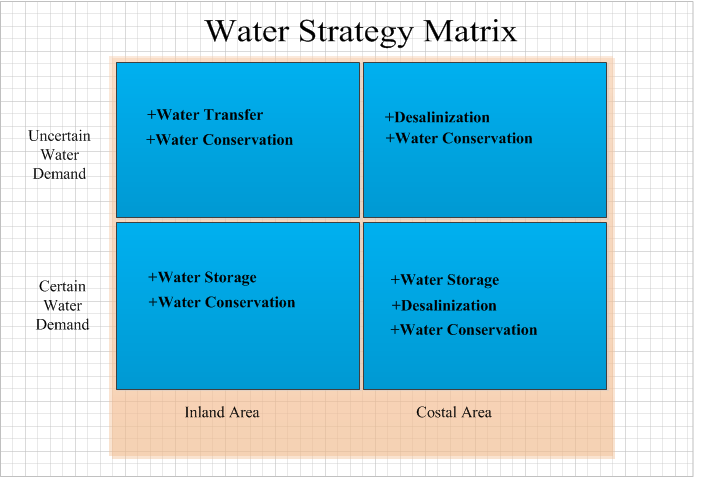 Water Strategy Matrix
Uncertain
Water
Demand
+Water Transfer
+Water Conservation
+Desalinization
+Water Conservation
Certain
Water
Demand
+Water Storage
+Water Conservation
+Water Storage
+Desalinization
+Water Conservation
Inland Area
Costal Area